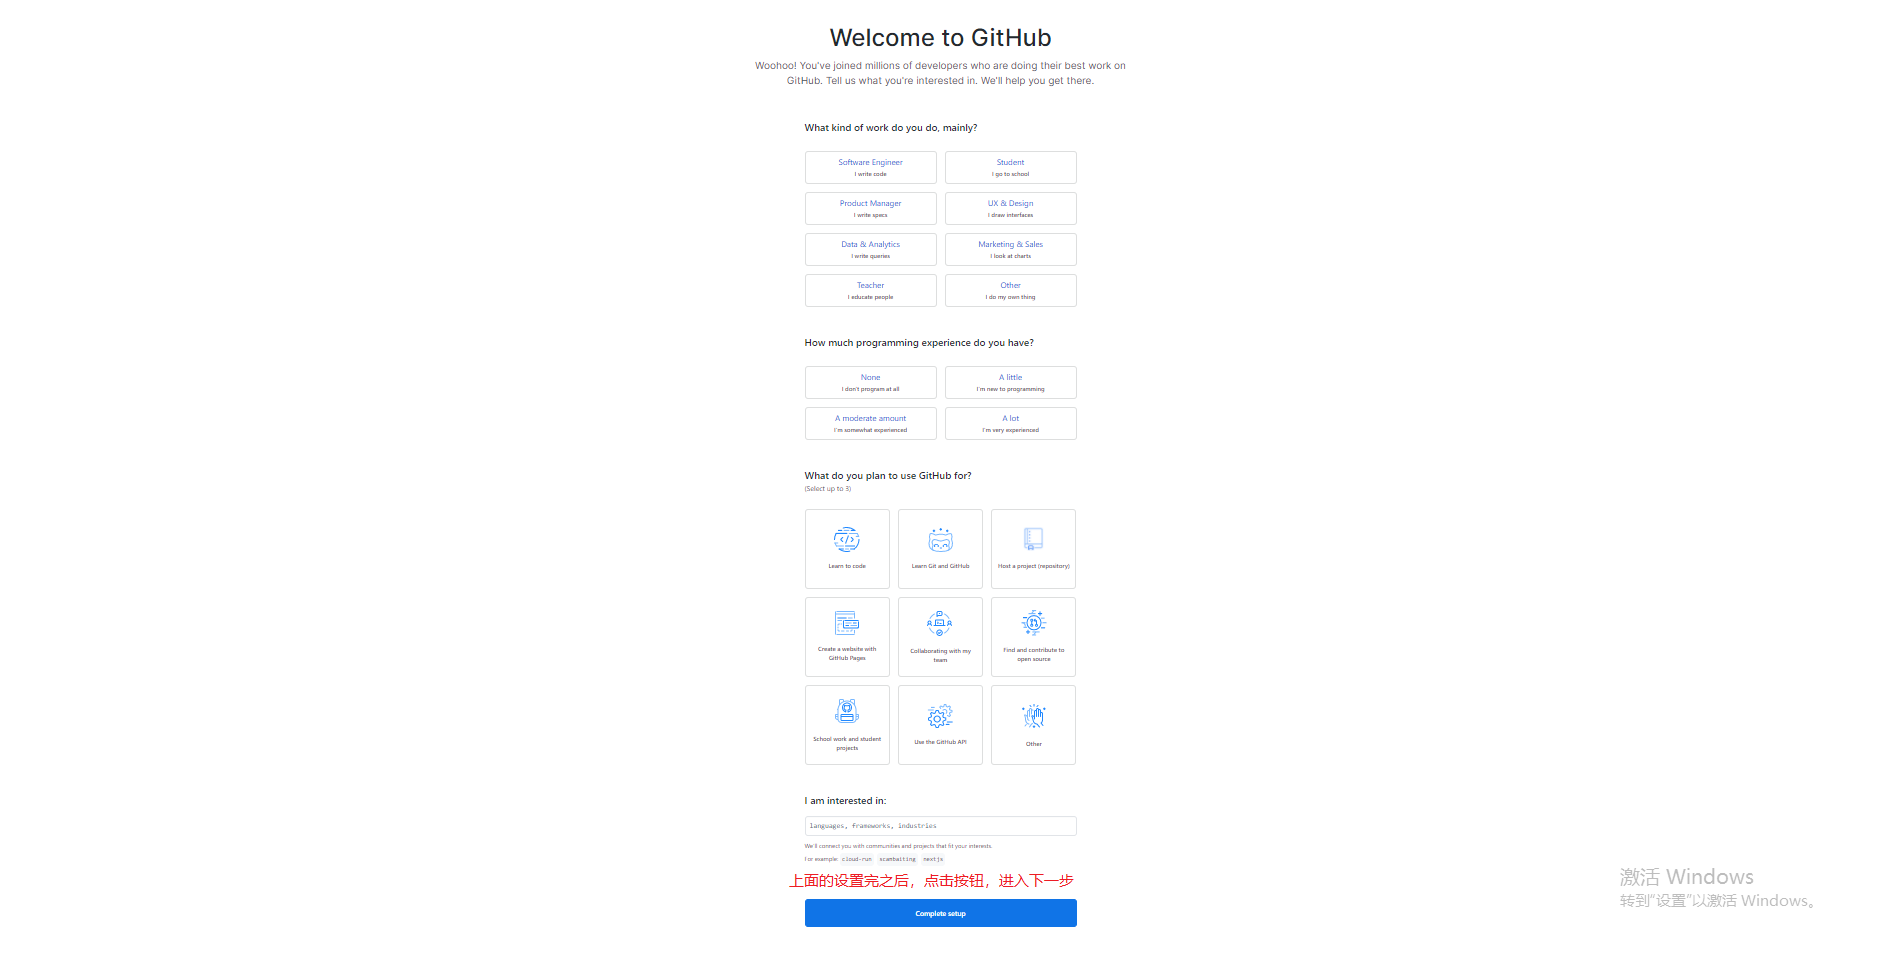 Welcome to GitHub
Woohoo! You've joined millions of developers who are doing their best work on
GitHub. Tell us what you're interested in. We'll help you get there.
What kind of work do you do, mainly?
Software Engineer
I write code
Student
I go to school
Product Manager
I write specs
UX & Design
I draw interfaces
Data & Analytics
I write queries
Marketing & Sales
I look at charts
Teacher
I educate people
Other
I do my own thing
How much programming experience do you have?
None
I don't program at all
A little
I'm new to programming
A moderate amount
I'm somewhat experienced
A lot
I'm very experienced
What do you plan to use GitHub for?
(Select up to 3)
Learn to code
Learn Git and GitHub
Host a project (repository)
Create a website with
GitHub Pages
Collaborating with my
team
Find and contribute to
open source
School work and student
projects
Use the GitHub API
Other
I am interested in:
languages, frameworks, industries
We'll connect you with communities and projects that fit your interests.
For example: cloud-run scambaiting nextjs
上面的设置完之后，点击按钮，进入下一步
Complete setup
激活 Windows
转到“设置”以激活 Windows。